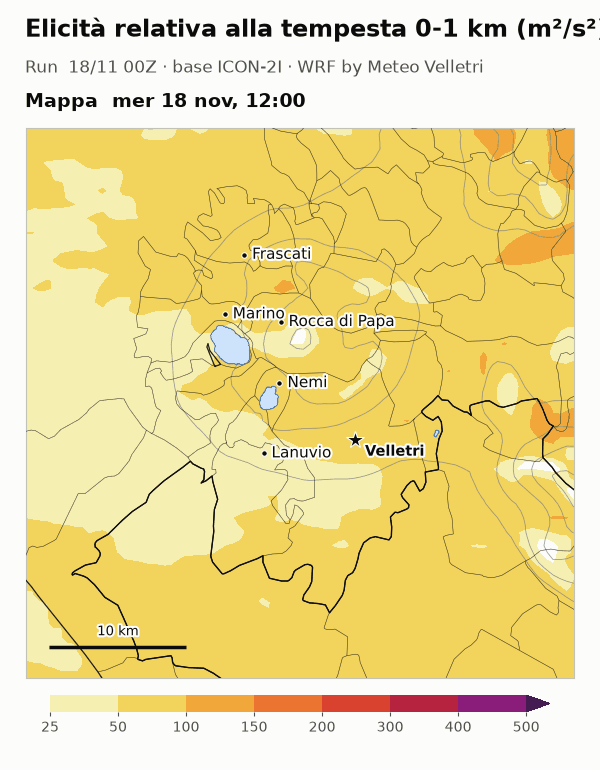 Elicità relativa alla tempesta 0-1 km (m²/s²)
Run 18/11 00Z · base ICON-2I · WRF by Meteo Velletri
Mappa mer 18 nov, 12:00
Frascati
Marino
Rocca di Papa
Nemi
Velletri
Lanuvio
10 km
25 50 100 150 200 300 400 500